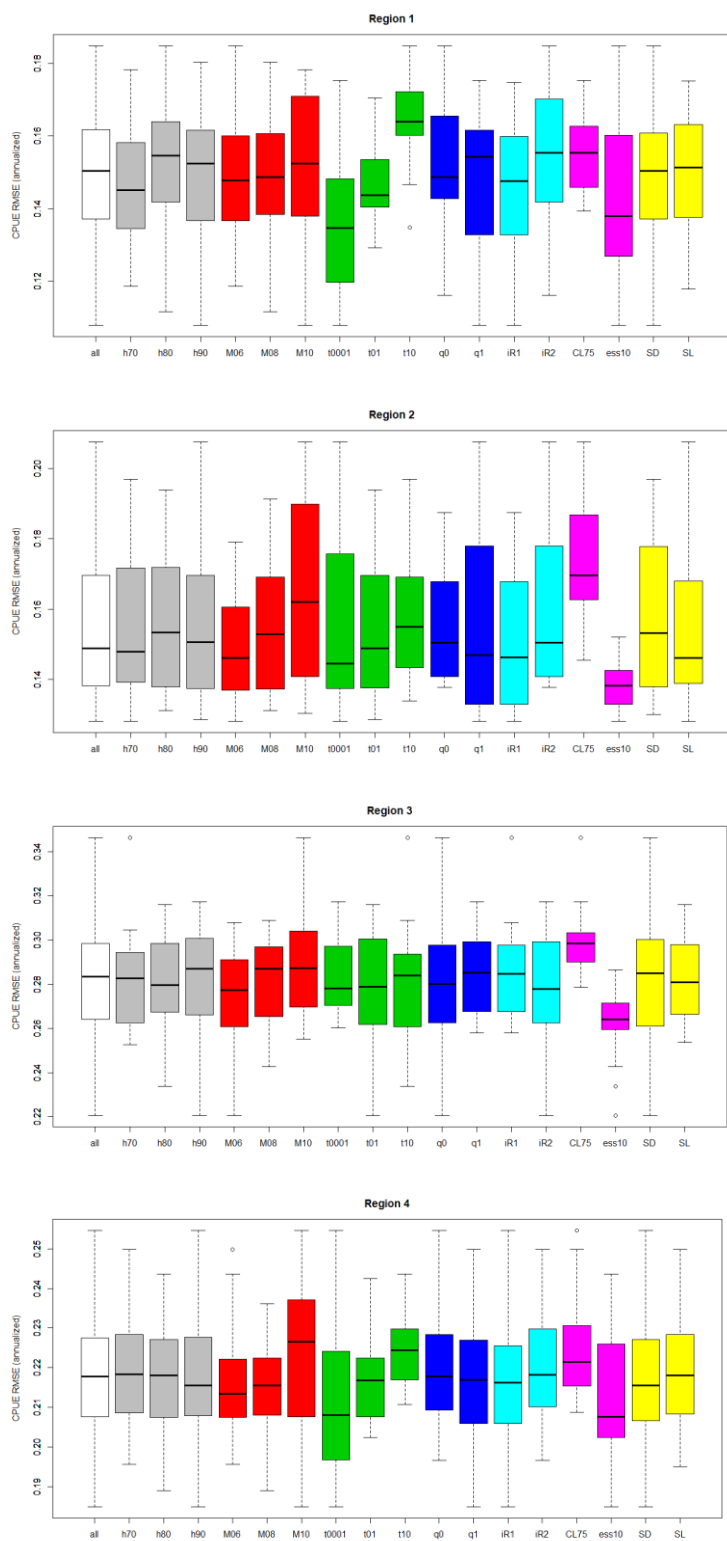 Region 1
CPUE RMSE (annualized)
0.18
0.16
0.14
0.12
all h70 h80 h90 M06 M08 M10 t0001 t01 t10 q0 q1 iR1 iR2 CL75 ess10 SD SL
Region 2
CPUE RMSE (annualized)
0.20
0.18
0.16
0.14
all h70 h80 h90 M06 M08 M10 t0001 t01 t10 q0 q1 iR1 iR2 CL75 ess10 SD SL
Region 3
CPUE RMSE (annualized)
0.34
0.32
0.30
0.28
0.26
0.24
0.22
all h70 h80 h90 M06 M08 M10 t0001 t01 t10 q0 q1 iR1 iR2 CL75 ess10 SD SL
Region 4
CPUE RMSE (annualized)
0.25
0.24
0.23
0.22
0.21
0.20
0.19
all h70 h80 h90 M06 M08 M10 t0001 t01 t10 q0 q1 iR1 iR2 CL75 ess10 SD SL